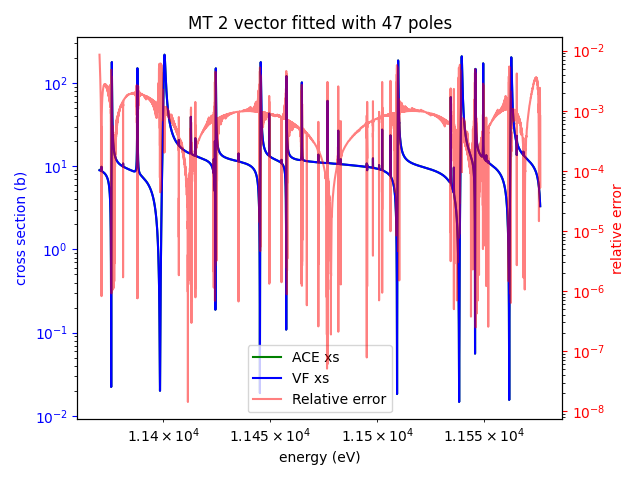 MT 2 vector fitted with 47 poles
cross section (b)
10²
10¹
10⁰
10⁻¹
10⁻²
10⁻²
10⁻³
10⁻⁴
10⁻⁵
10⁻⁶
10⁻⁷
10⁻⁸
relative error
ACE xs
VF xs
Relative error
1.14 × 10⁴ 1.145 × 10⁴ 1.15 × 10⁴ 1.155 × 10⁴
energy (eV)